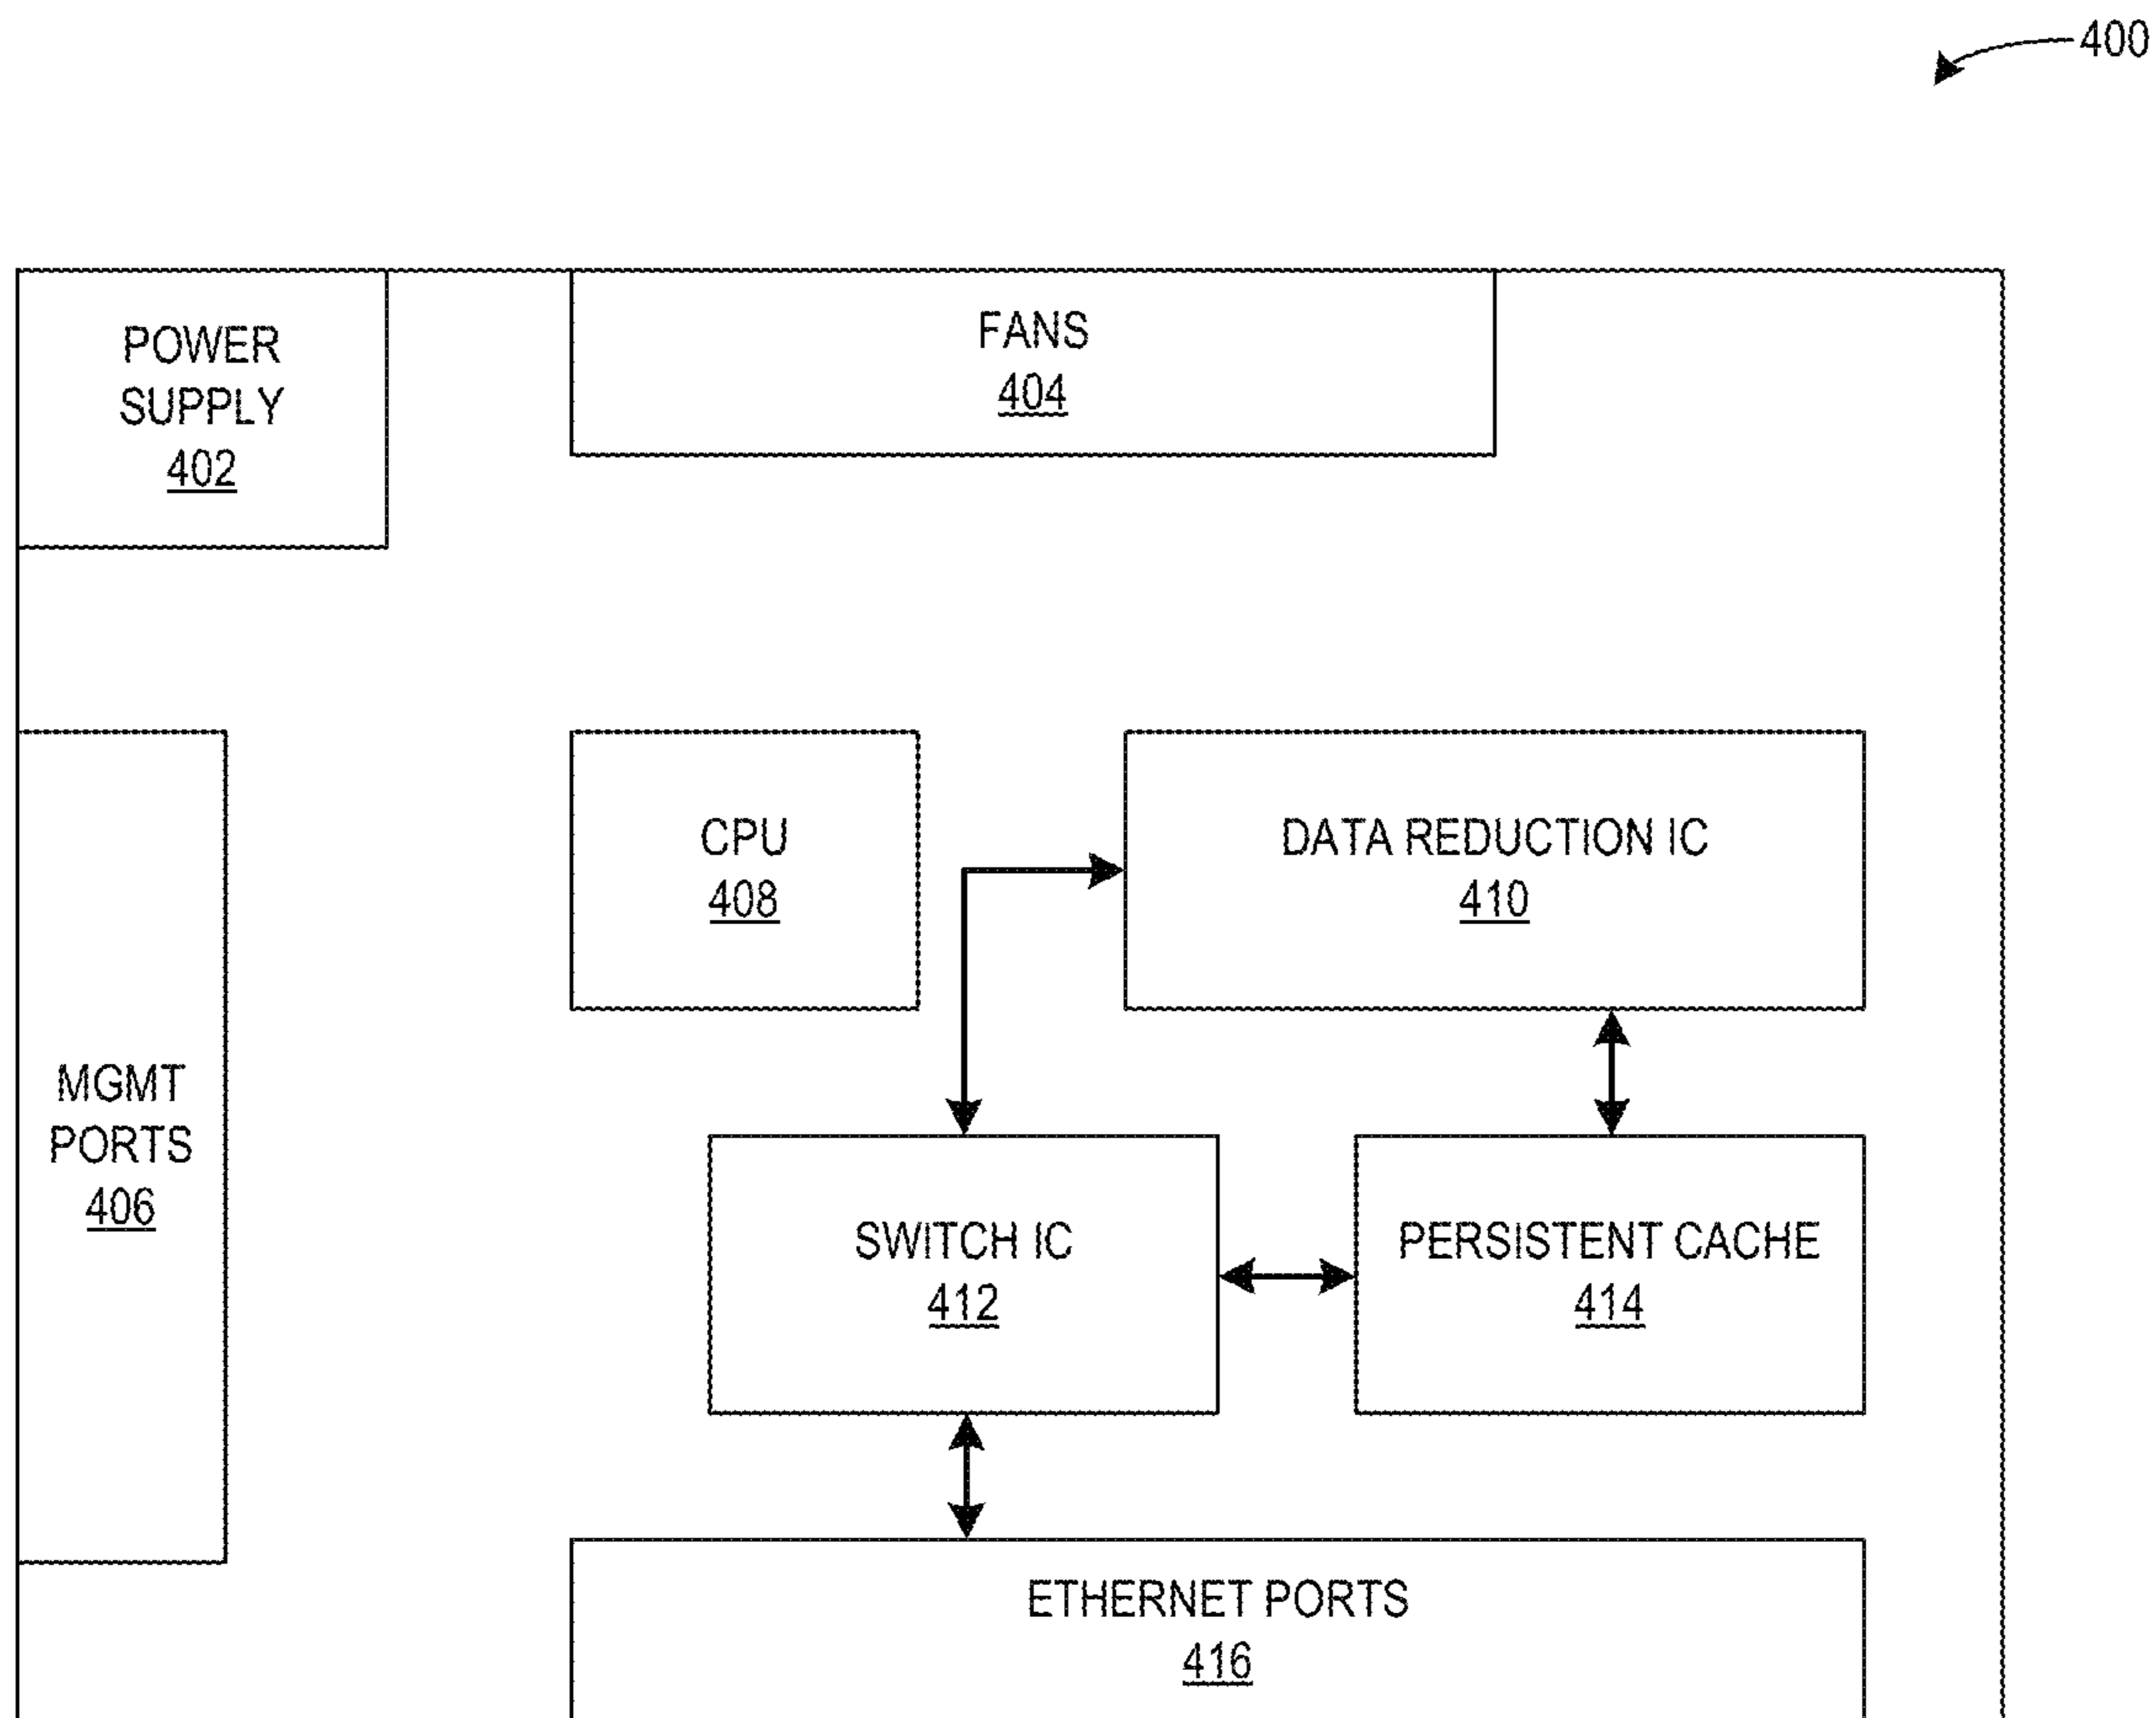 400
POWER
SUPPLY
402
FANS
404
MGMT
PORTS
406
CPU
408
DATA REDUCTION IC
410
SWITCH IC
412
PERSISTENT CACHE
414
ETHERNET PORTS
416